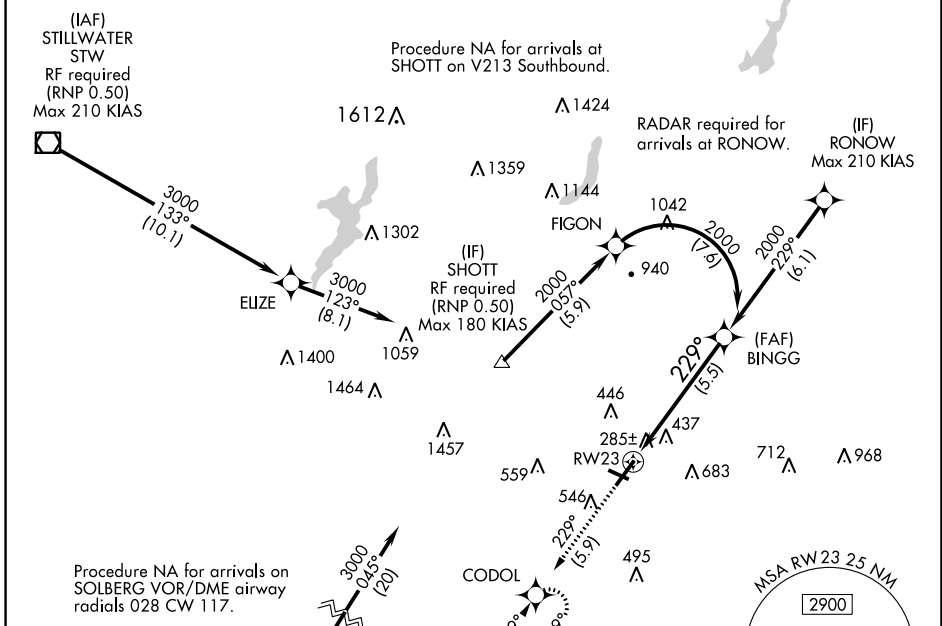 (IAF)
STILLWATER
STW
RF required
(RNP 0.50)
Max 210 KIAS
Procedure NA for arrivals at
SHOTT on V213 Southbound.
1612
1424
RADAR required for
arrivals at RONOW.
(IF)
RONOW
Max 210 KIAS
1359
1144
3000
133°
(10.1)
1302
FIGON
1042
2000
(7.6)
2000
229°
(6.1)
940
(IF)
SHOTT
RF required
(RNP 0.50)
Max 180 KIAS
2000
057°
(5.9)
ELIZE
3000
123°
(8.1)
1059
1400
1464
(FAF)
BINGG
229°
(5.5)
446
437
285±
1457
559
RW23
683
712
968
546
229°
(5.9)
495
CODOL
3000
045°
(20)
Procedure NA for arrivals on
SOLBERG VOR/DME airway
radials 028 CW 117.
MSA RW 23 25 NM
2900